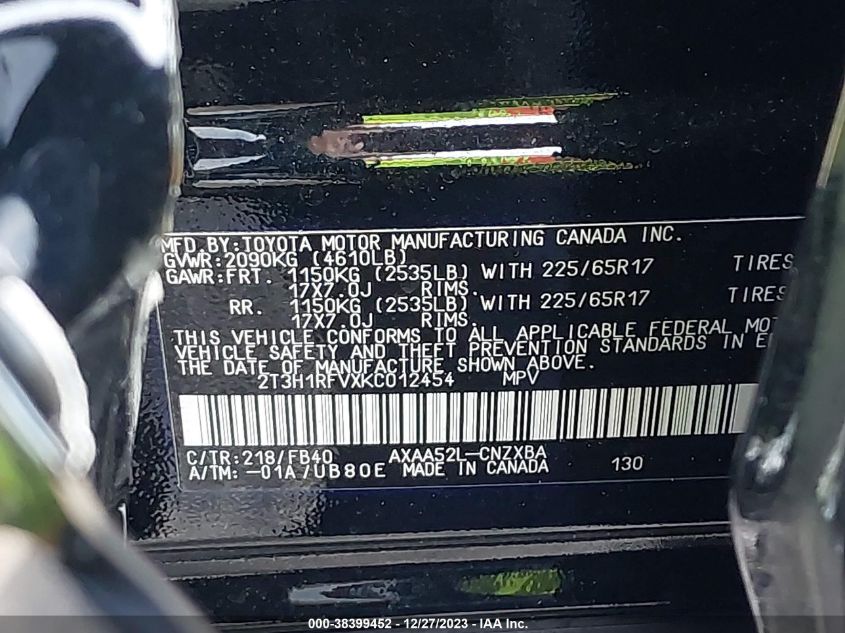 MFD.BY:TOYOTA MOTOR MANUFACTURING CANADA INC.
GVWR:2090KG (4610LB)
GAWR:FRT. 1150KG (2535LB) WITH 225/65R17 TIRES
17X7.0J RIMS.
RR. 1150KG (2535LB) WITH 225/65R17 TIRES
17X7.0J RIMS.
THIS VEHICLE CONFORMS TO ALL APPLICABLE FEDERAL MOT
VEHICLE SAFETY AND THEFT PREVENTION STANDARDS IN E
THE DATE OF MANUFACTURE SHOWN ABOVE.
2T3H1RFVXKC012454 MPV
C/TR:218/FB40 AXAA52L-CNZXBA
A/TM:-01A/UB80E MADE IN CANADA 130
000-38399452 - 12/27/2023 - IAA Inc.